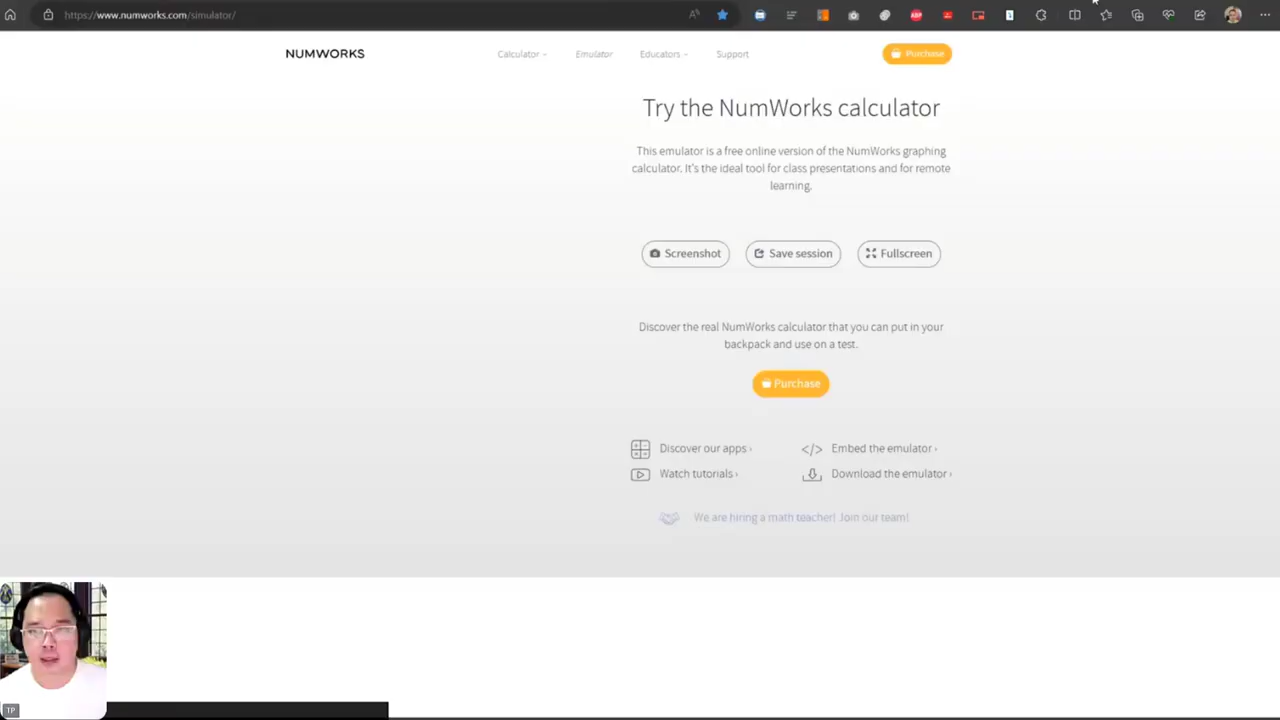 https://www.numworks.com/simulator/
NUMWORKS
Calculator
Emulator
Educators
Support
Purchase
Try the NumWorks calculator
This emulator is a free online version of the NumWorks graphing
calculator. It's the ideal tool for class presentations and for remote
learning.
Screenshot
Save session
Fullscreen
Discover the real NumWorks calculator that you can put in your
backpack and use on a test.
Purchase
Discover our apps ›
</> Embed the emulator ›
Watch tutorials ›
Download the emulator ›
We are hiring a math teacher! Join our team!
TP
ABP